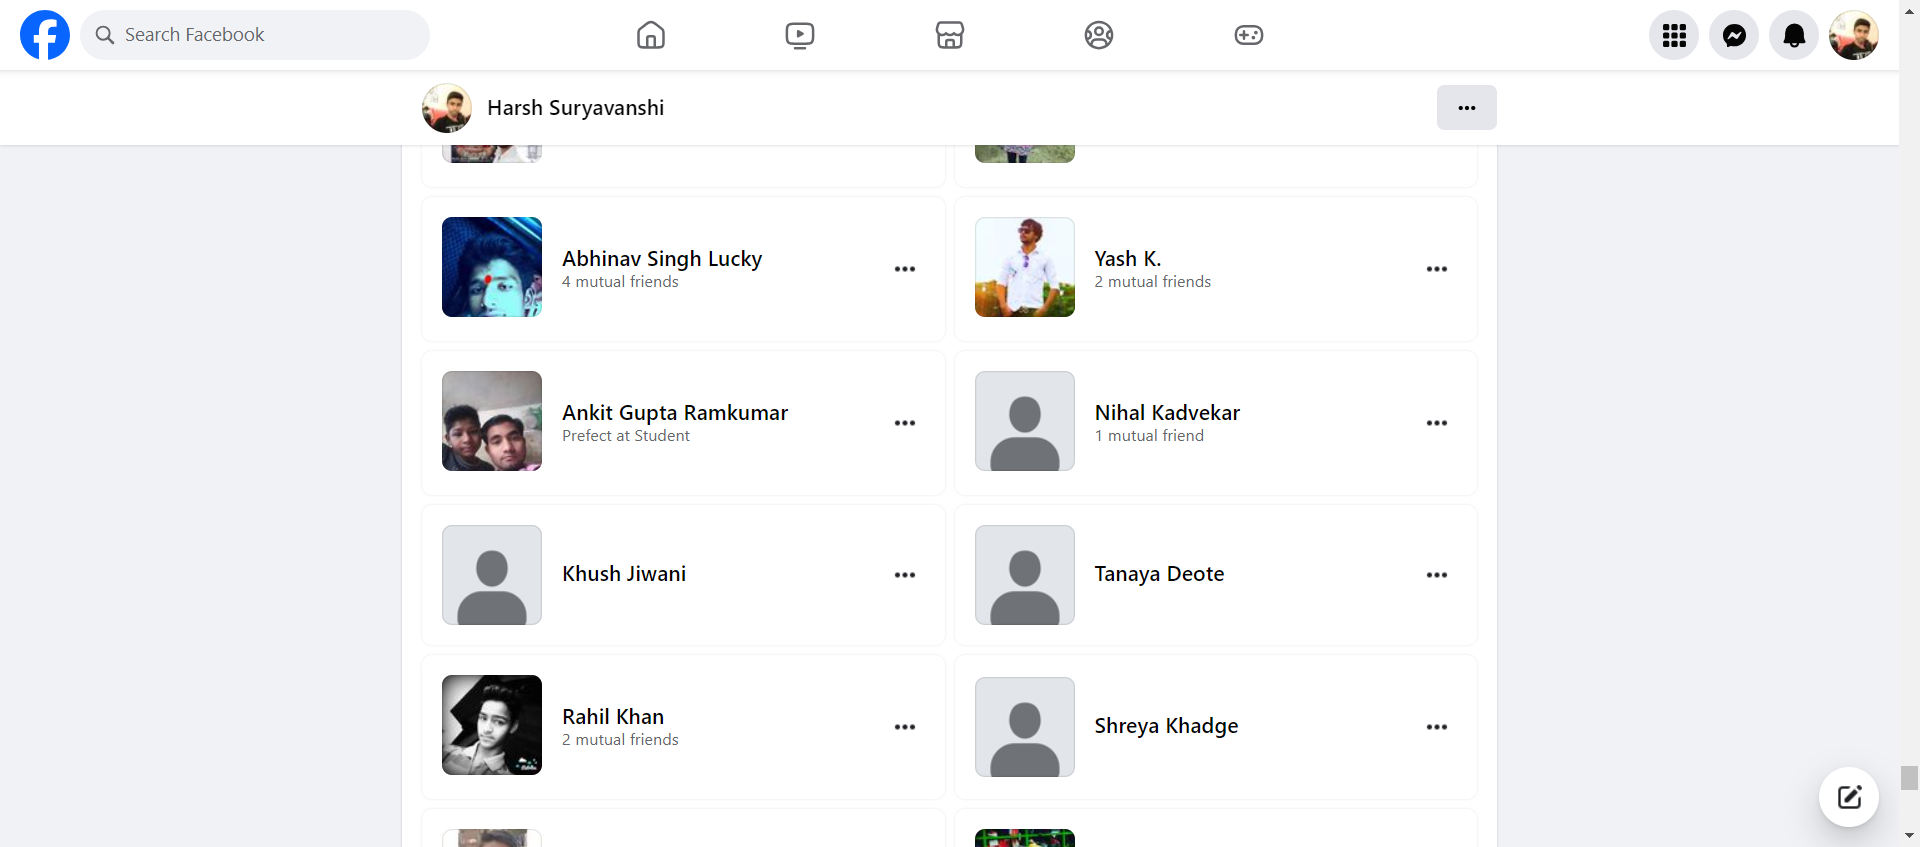 Search Facebook
Harsh Suryavanshi
Abhinav Singh Lucky
4 mutual friends
Yash K.
2 mutual friends
Ankit Gupta Ramkumar
Prefect at Student
Nihal Kadvekar
1 mutual friend
Khush Jiwani
Tanaya Deote
Rahil Khan
2 mutual friends
Shreya Khadge